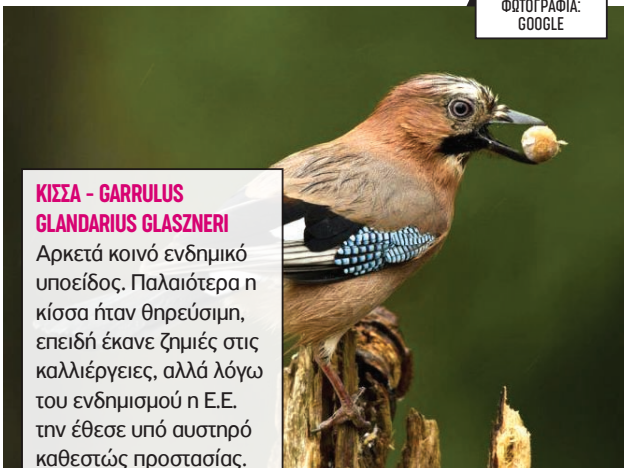 ΦΩΤΟΓΡΑΦΙΑ:
GOOGLE
ΚΙΣΣΑ - GARRULUS
GLANDARIUS GLASZNERI
Αρκετά κοινό ενδημικό
υποείδος. Παλαιότερα η
κίσσα ήταν θηρεύσιμη,
επειδή έκανε ζημιές στις
καλλιέργειες, αλλά λόγω
του ενδημισμού η Ε.Ε.
την έθεσε υπό αυστηρό
καθεστώς προστασίας.